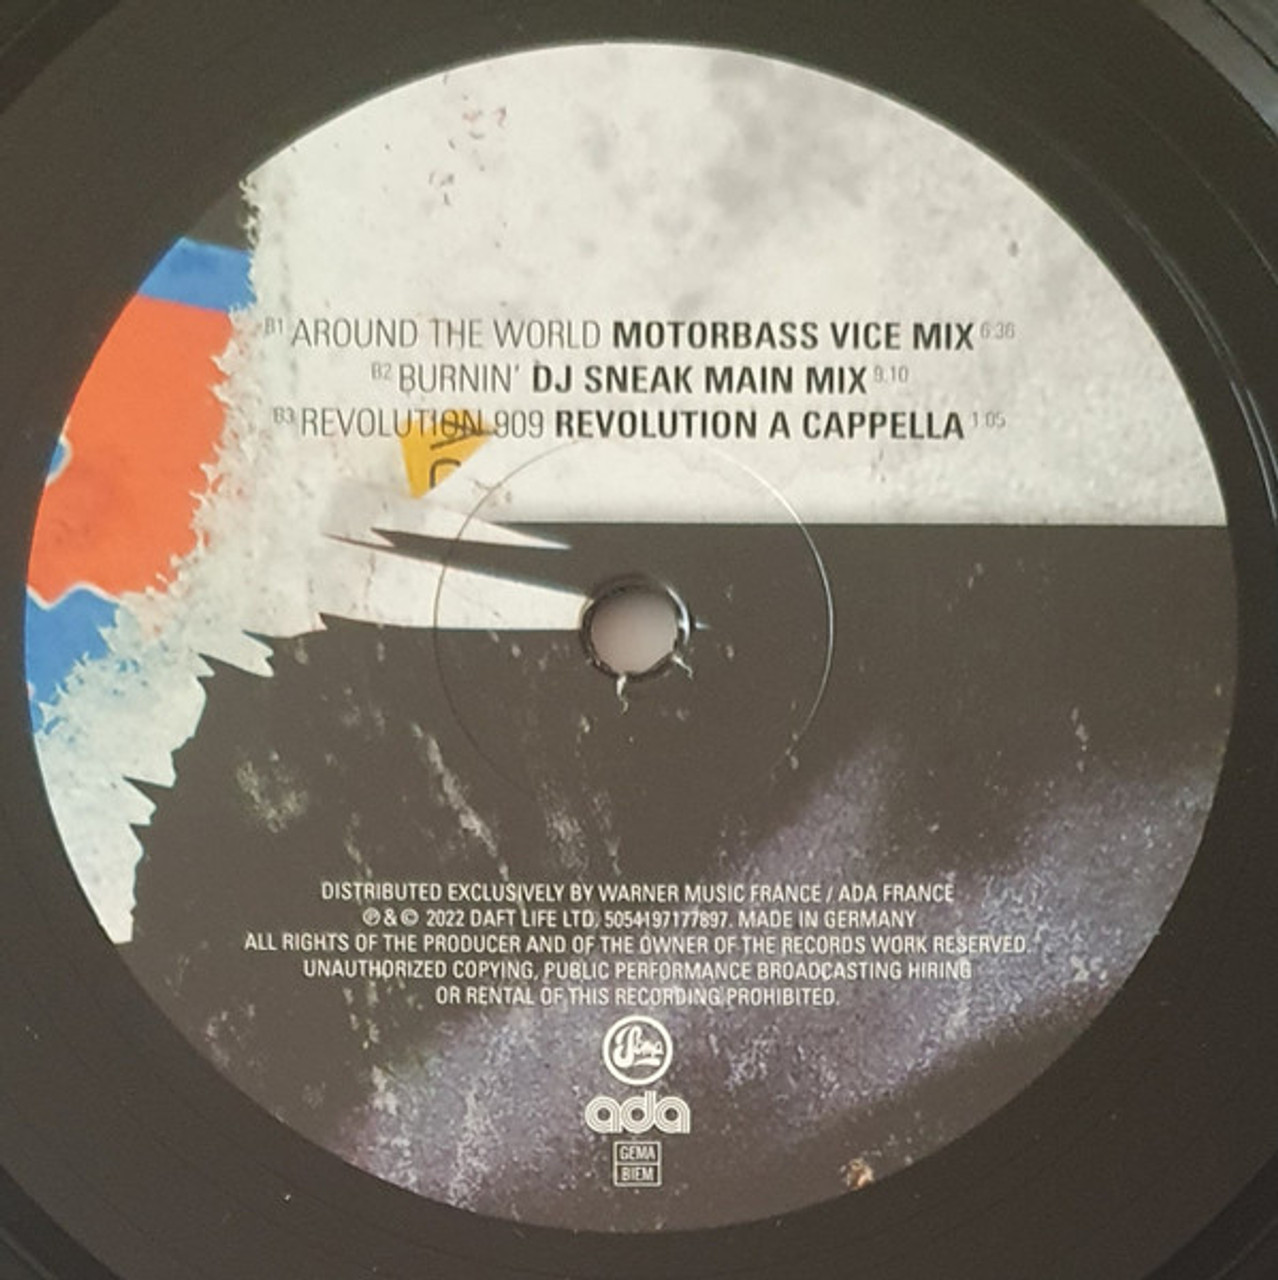 B1 AROUND THE WORLD MOTORBASS VICE MIX 6:36
B2 BURNIN' DJ SNEAK MAIN MIX 9:10
B3 REVOLUTION 909 REVOLUTION A CAPPELLA 1:05
DISTRIBUTED EXCLUSIVELY BY WARNER MUSIC FRANCE / ADA FRANCE
℗ & © 2022 DAFT LIFE LTD. 5054197177897. MADE IN GERMANY
ALL RIGHTS OF THE PRODUCER AND OF THE OWNER OF THE RECORDS WORK RESERVED.
UNAUTHORIZED COPYING, PUBLIC PERFORMANCE BROADCASTING HIRING
OR RENTAL OF THIS RECORDING PROHIBITED.
Soma
ada
GEMA
BIEM